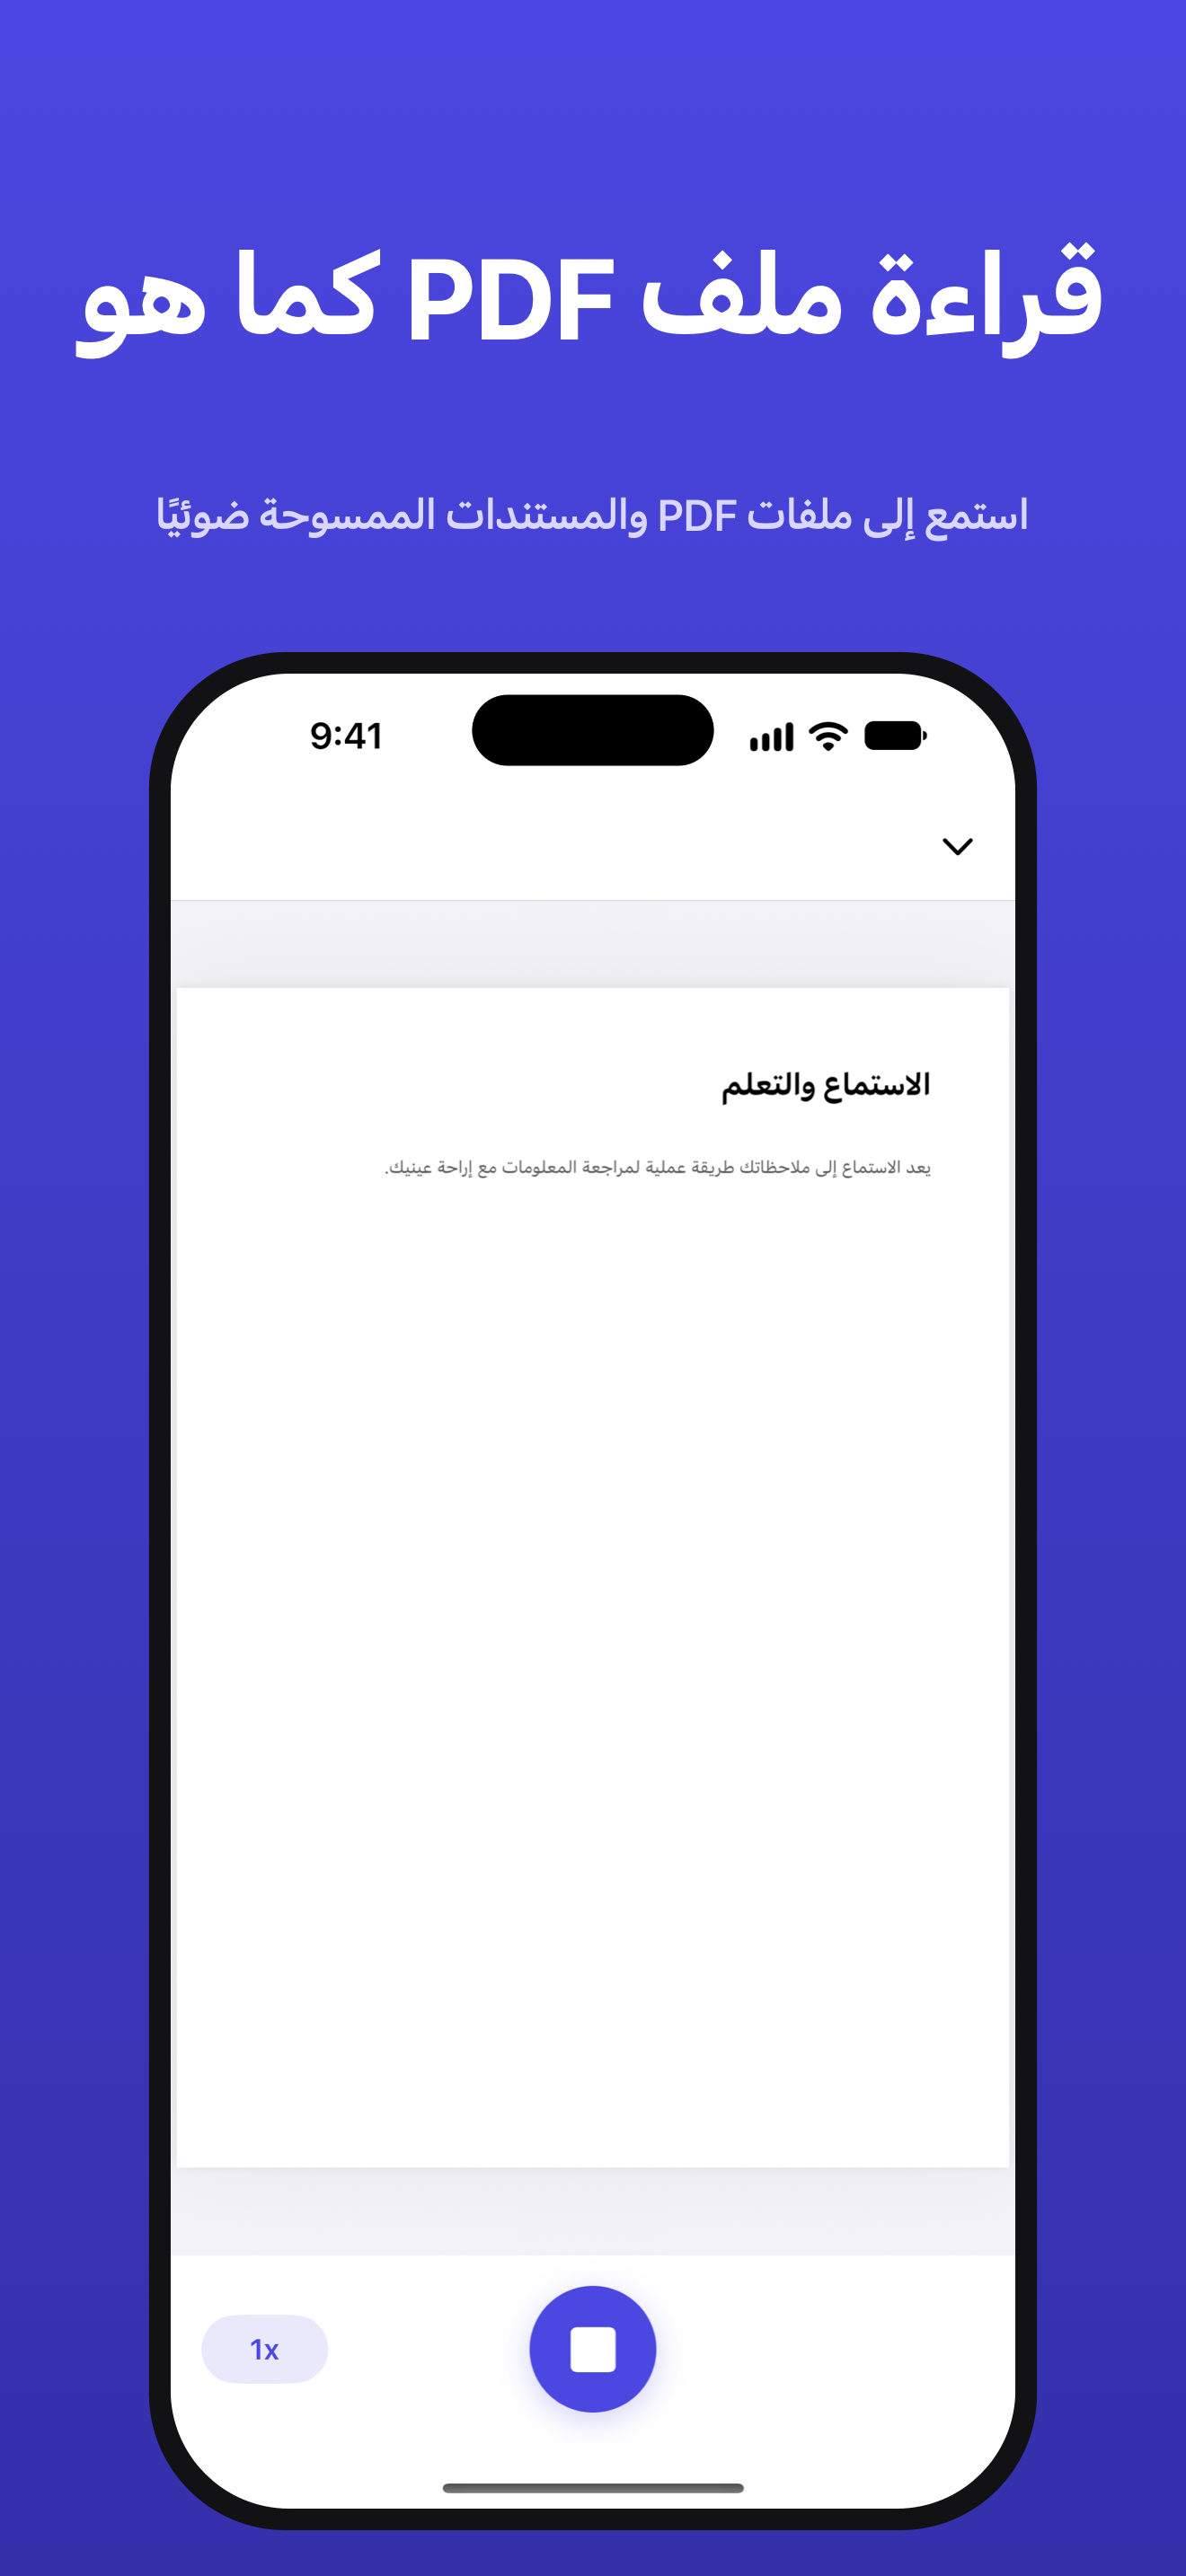 قراءة ملف PDF كما هو
استمع إلى ملفات PDF والمستندات الممسوحة ضوئيًا
9:41
الاستماع والتعلم
يعد الاستماع إلى ملاحظاتك طريقة عملية لمراجعة المعلومات مع إراحة عينيك.
1x